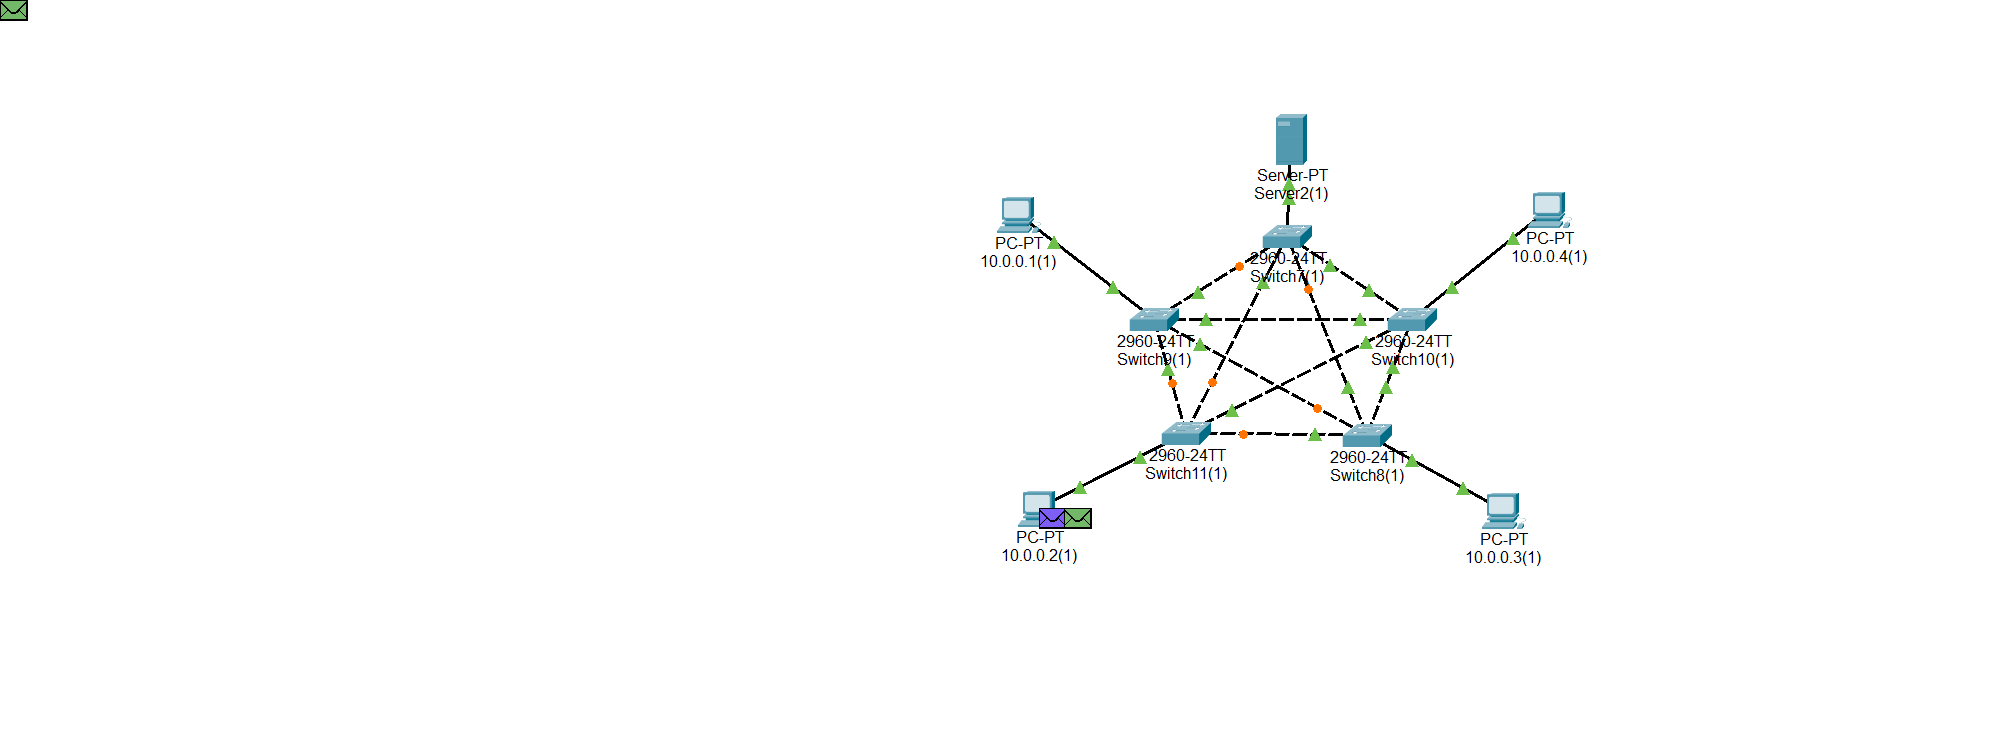 Server-PT
Server2(1)
PC-PT
10.0.0.1(1)
PC-PT
10.0.0.4(1)
2960-24TT
Switch7(1)
2960-24TT
Switch9(1)
2960-24TT
Switch10(1)
2960-24TT
Switch11(1)
2960-24TT
Switch8(1)
PC-PT
10.0.0.2(1)
PC-PT
10.0.0.3(1)